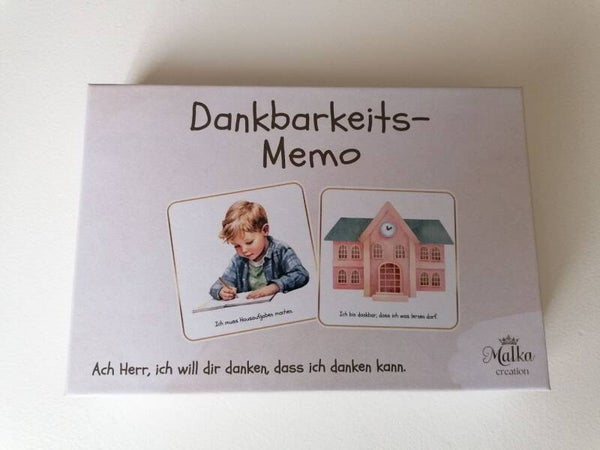 Dankbarkeits-
Memo
Ich muss Hausaufgaben machen.
Ich bin dankbar, dass ich was lernen darf.
Ach Herr, ich will dir danken, dass ich danken kann.
Malka
creation